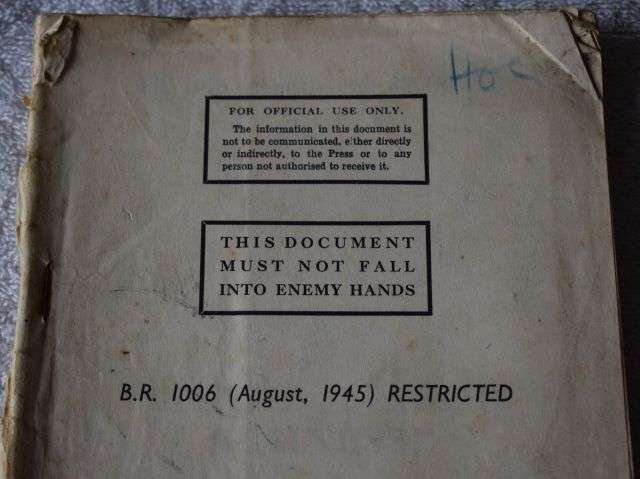 FOR OFFICIAL USE ONLY.
The information in this document is
not to be communicated, either directly
or indirectly, to the Press or to any
person not authorised to receive it.
THIS DOCUMENT
MUST NOT FALL
INTO ENEMY HANDS
B.R. 1006 (August, 1945) RESTRICTED